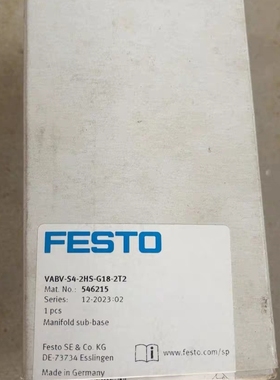 FESTO
VABV-S4-2HS-G18-2T2
Mat. No.: 546215
Series: 12-2023:02
1 pcs
Manifold sub-base
Festo SE & Co. KG
DE-73734 Esslingen
Made in Germany
www.festo.com/sp